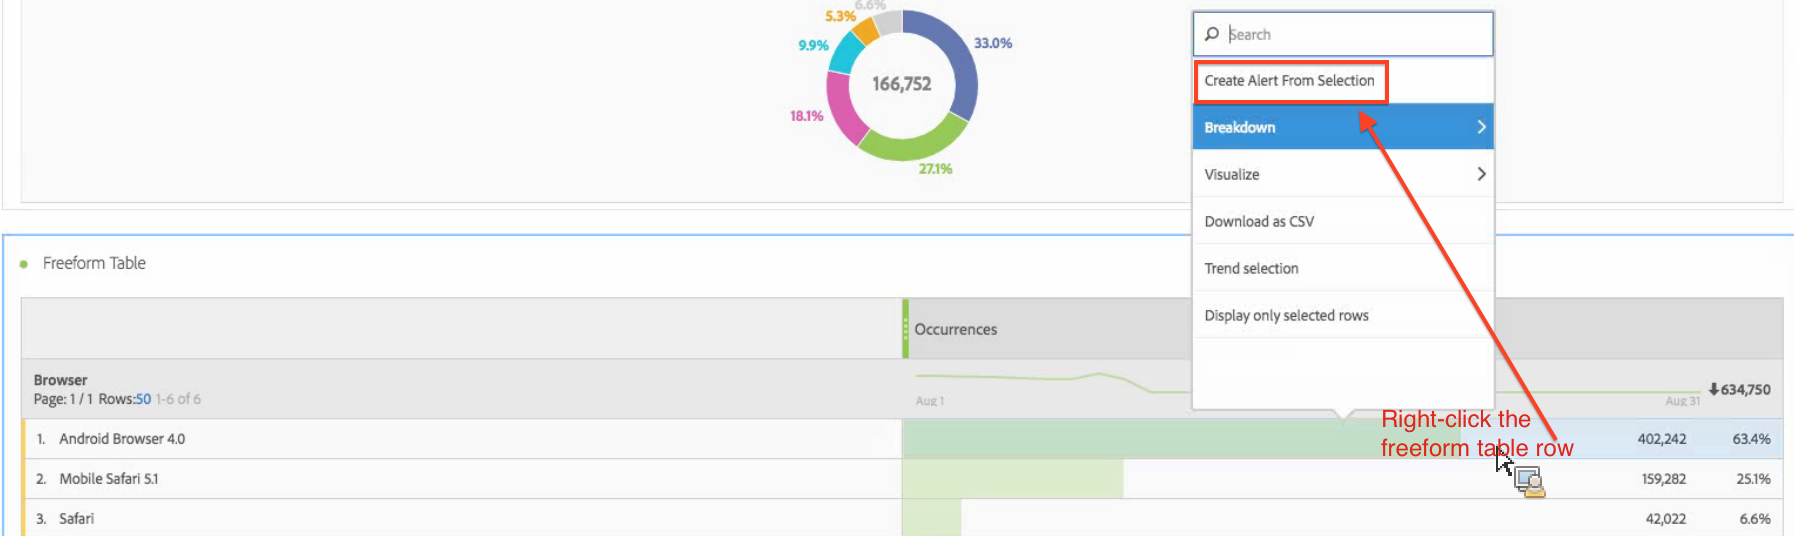 6.6%
5.3%
9.9%
33.0%
166,752
18.1%
27.1%
Search
Create Alert From Selection
Breakdown
Visualize
Download as CSV
Trend selection
Display only selected rows
Freeform Table
Occurrences
Browser
Page: 1 / 1 Rows:50 1-6 of 6
Aug 1
Aug 31
634,750
Right-click the
freeform table row
1. Android Browser 4.0 402,242 63.4%
2. Mobile Safari 5.1 159,282 25.1%
3. Safari 42,022 6.6%